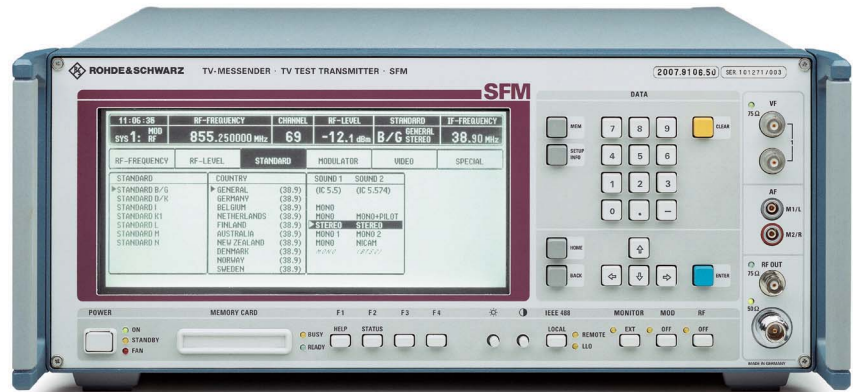 ROHDE&SCHWARZ TV-MESSENDER · TV TEST TRANSMITTER · SFM
2007.9106.50 SER 101271/003
SFM
DATA
11:06:36 RF-FREQUENCY CHANNEL RF-LEVEL STANDARD IF-FREQUENCY
SYS 1: MOD RF 855.250000 MHz 69 -12.1 dBm B/G GENERAL STEREO 38.90 MHz
RF-FREQUENCY RF-LEVEL STANDARD MODULATOR VIDEO SPECIAL
STANDARD
STANDARD B/G
STANDARD D/K
STANDARD I
STANDARD K1
STANDARD L
STANDARD M
STANDARD N
COUNTRY
GENERAL (38.9)
GERMANY (38.9)
BELGIUM (38.9)
NETHERLANDS (38.9)
FINLAND (38.9)
AUSTRALIA (38.9)
NEW ZEALAND (38.9)
DENMARK (38.9)
NORWAY (38.9)
SWEDEN (38.9)
SOUND 1 SOUND 2
(IC 5.5) (IC 5.574)
MONO
MONO MONO+PILOT
STEREO STEREO
MONO 1 MONO 2
MONO NICAM
MEM
SETUP
INFO
7 8 9 CLEAR
4 5 6
1 2 3
0 . -
HOME
BACK
ENTER
VF
75Ω
AF
M1/L
M2/R
RF OUT
75Ω
50Ω
MADE IN GERMANY
POWER
ON
STANDBY
FAN
MEMORY CARD
BUSY
READY
F1 F2 F3 F4
HELP STATUS
IEEE 488
LOCAL
REMOTE
LLO
MONITOR MOD RF
EXT OFF OFF